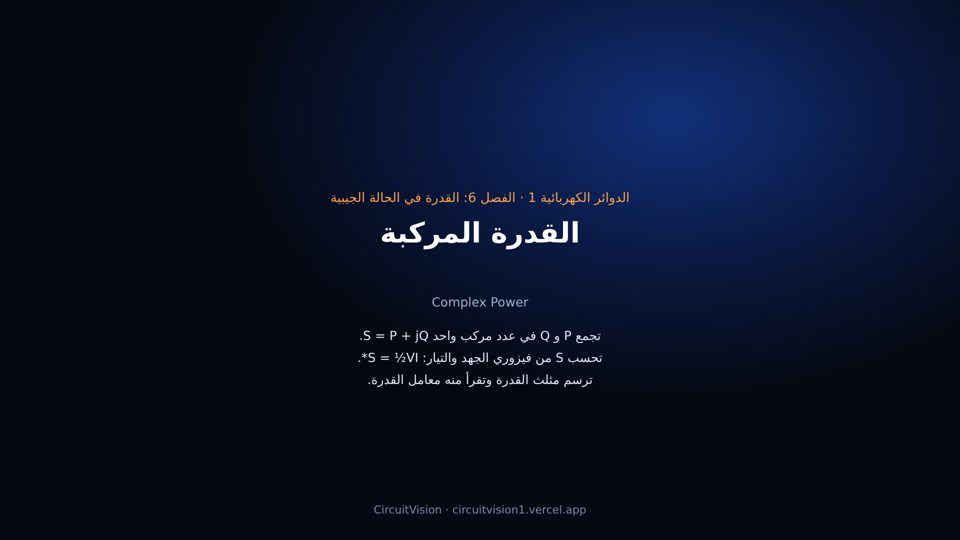 الدوائر الكهربائية 1 · الفصل 6: القدرة في الحالة الجيبية
القدرة المركبة
Complex Power
تجمع P و Q في عدد مركب واحد S = P + jQ.
تحسب S من فيزوري الجهد والتيار: S = ½VI*.
ترسم مثلث القدرة وتقرأ منه معامل القدرة.
CircuitVision · circuitvision1.vercel.app